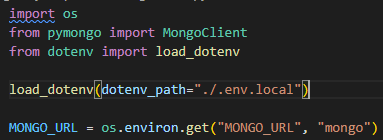 import os
from pymongo import MongoClient
from dotenv import load_dotenv
load_dotenv(dotenv_path="./.env.local")
MONGO_URL = os.environ.get("MONGO_URL", "mongo")